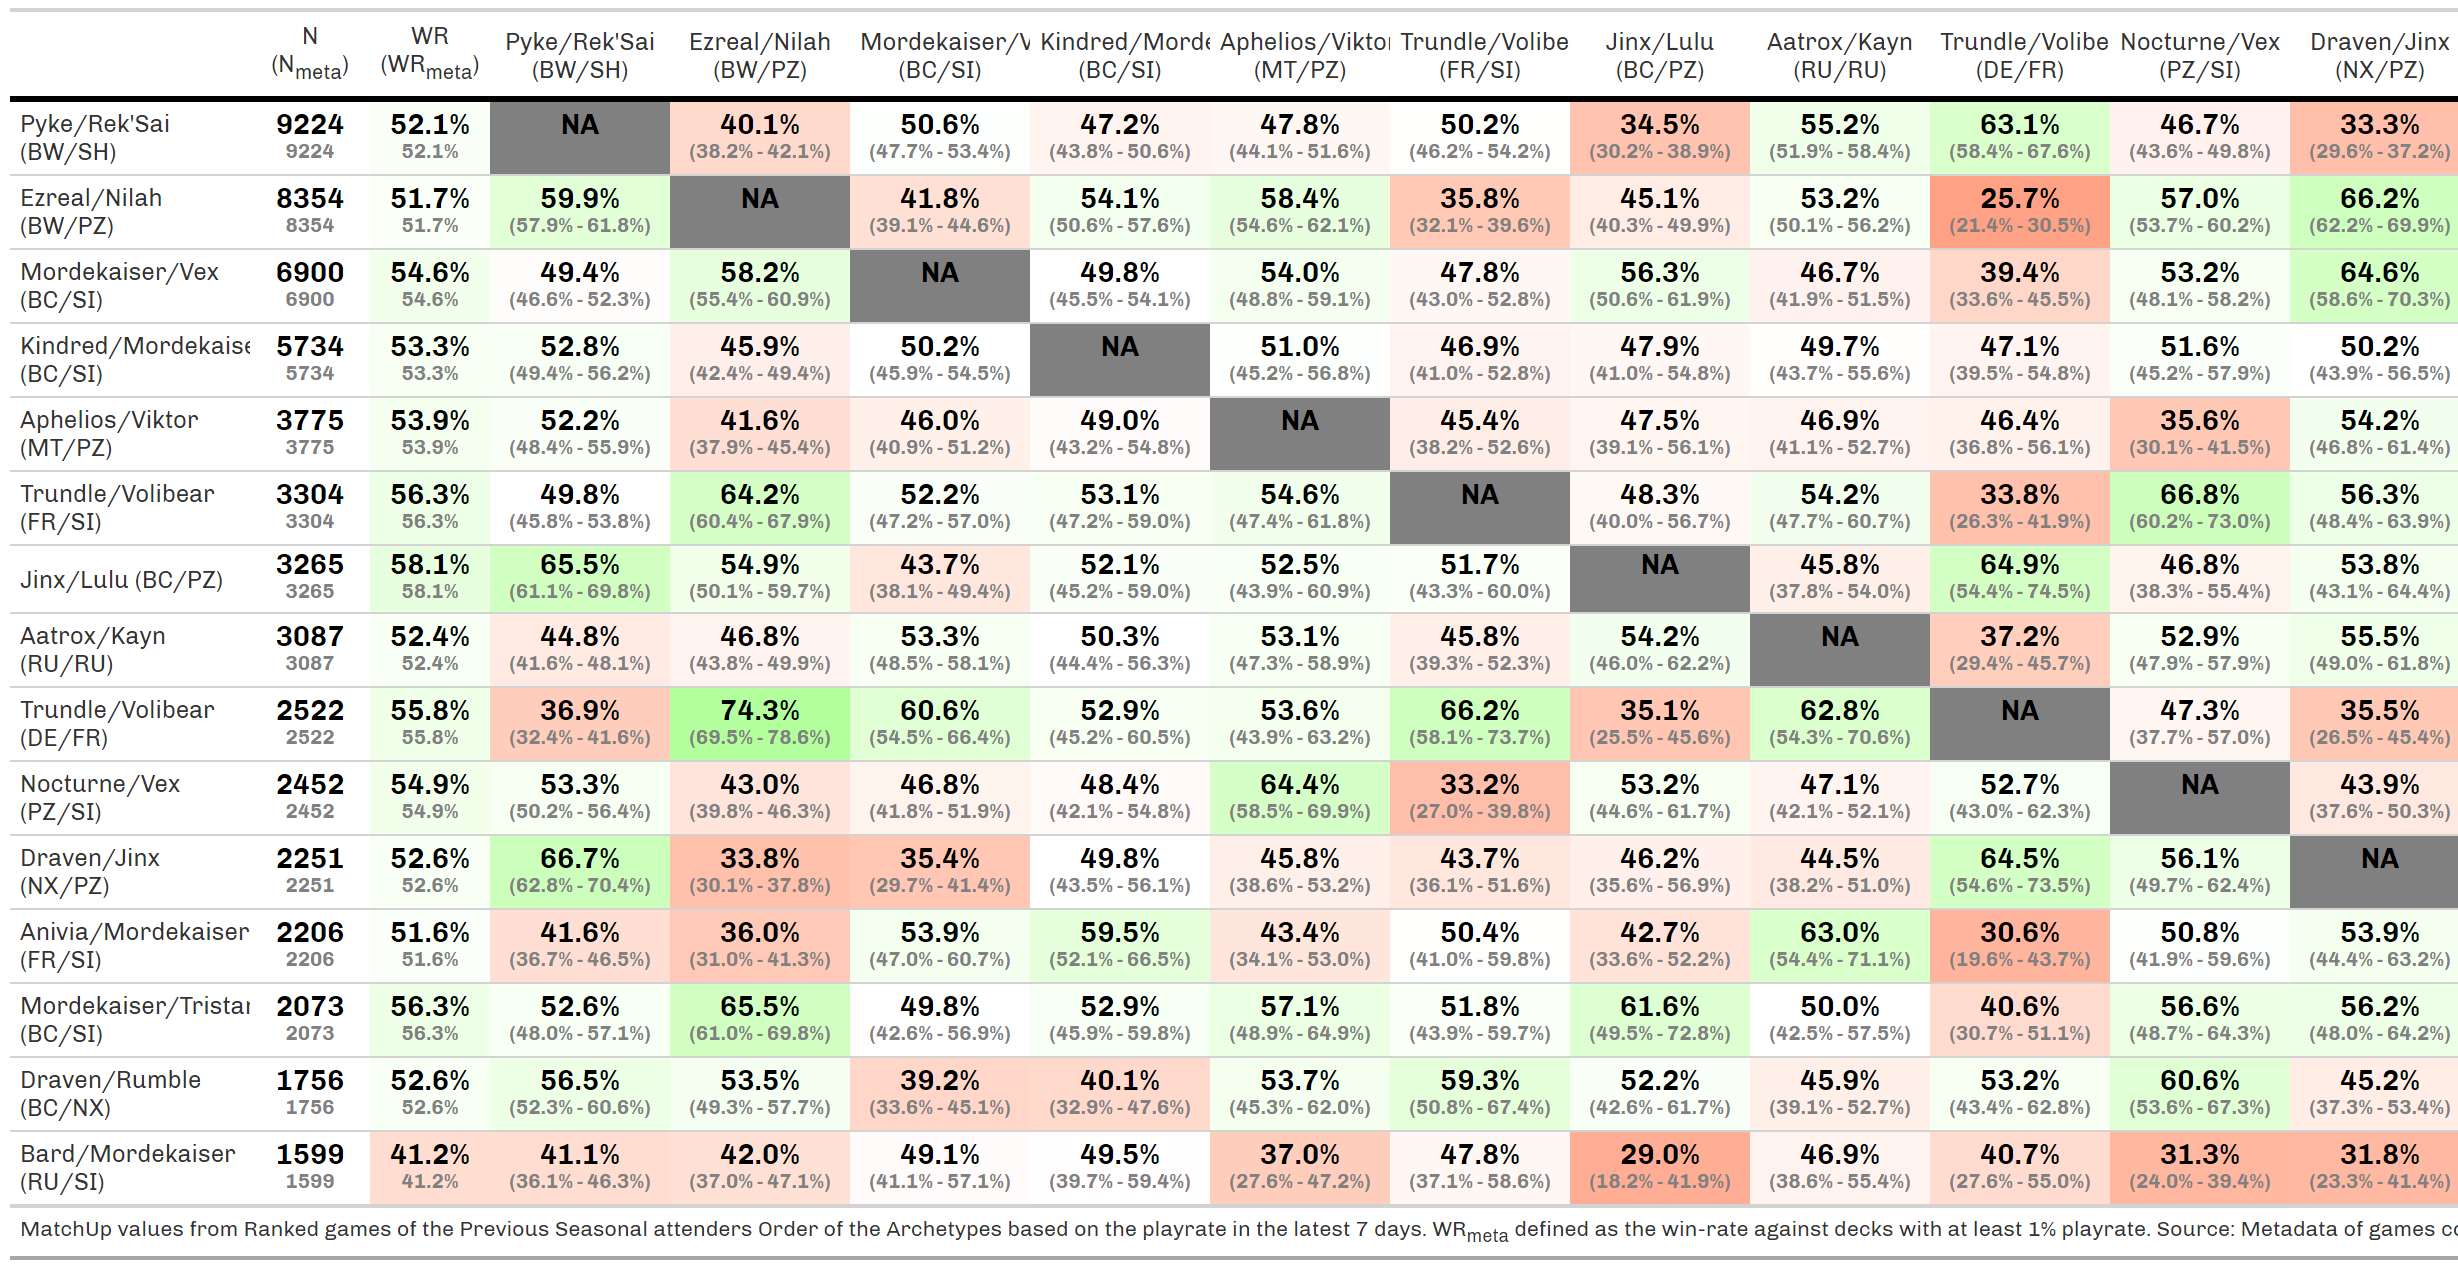 N WR Pyke/Rek'Sai Ezreal/Nilah Mordekaiser/V Kindred/Morde Aphelios/Viktor Trundle/Volibe Jinx/Lulu Aatrox/Kayn Trundle/Volibe Nocturne/Vex Draven/Jinx
(Nmeta) (WRmeta) (BW/SH) (BW/PZ) (BC/SI) (BC/SI) (MT/PZ) (FR/SI) (BC/PZ) (RU/RU) (DE/FR) (PZ/SI) (NX/PZ)
Pyke/Rek'Sai 9224 52.1% NA 40.1% 50.6% 47.2% 47.8% 50.2% 34.5% 55.2% 63.1% 46.7% 33.3%
(BW/SH) 9224 52.1% (38.2% - 42.1%) (47.7% - 53.4%) (43.8% - 50.6%) (44.1% - 51.6%) (46.2% - 54.2%) (30.2% - 38.9%) (51.9% - 58.4%) (58.4% - 67.6%) (43.6% - 49.8%) (29.6% - 37.2%)
Ezreal/Nilah 8354 51.7% 59.9% NA 41.8% 54.1% 58.4% 35.8% 45.1% 53.2% 25.7% 57.0% 66.2%
(BW/PZ) 8354 51.7% (57.9% - 61.8%) (39.1% - 44.6%) (50.6% - 57.6%) (54.6% - 62.1%) (32.1% - 39.6%) (40.3% - 49.9%) (50.1% - 56.2%) (21.4% - 30.5%) (53.7% - 60.2%) (62.2% - 69.9%)
Mordekaiser/Vex 6900 54.6% 49.4% 58.2% NA 49.8% 54.0% 47.8% 56.3% 46.7% 39.4% 53.2% 64.6%
(BC/SI) 6900 54.6% (46.6% - 52.3%) (55.4% - 60.9%) (45.5% - 54.1%) (48.8% - 59.1%) (43.0% - 52.8%) (50.6% - 61.9%) (41.9% - 51.5%) (33.6% - 45.5%) (48.1% - 58.2%) (58.6% - 70.3%)
Kindred/Mordekaise 5734 53.3% 52.8% 45.9% 50.2% NA 51.0% 46.9% 47.9% 49.7% 47.1% 51.6% 50.2%
(BC/SI) 5734 53.3% (49.4% - 56.2%) (42.4% - 49.4%) (45.9% - 54.5%) (45.2% - 56.8%) (41.0% - 52.8%) (41.0% - 54.8%) (43.7% - 55.6%) (39.5% - 54.8%) (45.2% - 57.9%) (43.9% - 56.5%)
Aphelios/Viktor 3775 53.9% 52.2% 41.6% 46.0% 49.0% NA 45.4% 47.5% 46.9% 46.4% 35.6% 54.2%
(MT/PZ) 3775 53.9% (48.4% - 55.9%) (37.9% - 45.4%) (40.9% - 51.2%) (43.2% - 54.8%) (38.2% - 52.6%) (39.1% - 56.1%) (41.1% - 52.7%) (36.8% - 56.1%) (30.1% - 41.5%) (46.8% - 61.4%)
Trundle/Volibear 3304 56.3% 49.8% 64.2% 52.2% 53.1% 54.6% NA 48.3% 54.2% 33.8% 66.8% 56.3%
(FR/SI) 3304 56.3% (45.8% - 53.8%) (60.4% - 67.9%) (47.2% - 57.0%) (47.2% - 59.0%) (47.4% - 61.8%) (40.0% - 56.7%) (47.7% - 60.7%) (26.3% - 41.9%) (60.2% - 73.0%) (48.4% - 63.9%)
Jinx/Lulu (BC/PZ) 3265 58.1% 65.5% 54.9% 43.7% 52.1% 52.5% 51.7% NA 45.8% 64.9% 46.8% 53.8%
3265 58.1% (61.1% - 69.8%) (50.1% - 59.7%) (38.1% - 49.4%) (45.2% - 59.0%) (43.9% - 60.9%) (43.3% - 60.0%) (37.8% - 54.0%) (54.4% - 74.5%) (38.3% - 55.4%) (43.1% - 64.4%)
Aatrox/Kayn 3087 52.4% 44.8% 46.8% 53.3% 50.3% 53.1% 45.8% 54.2% NA 37.2% 52.9% 55.5%
(RU/RU) 3087 52.4% (41.6% - 48.1%) (43.8% - 49.9%) (48.5% - 58.1%) (44.4% - 56.3%) (47.3% - 58.9%) (39.3% - 52.3%) (46.0% - 62.2%) (29.4% - 45.7%) (47.9% - 57.9%) (49.0% - 61.8%)
Trundle/Volibear 2522 55.8% 36.9% 74.3% 60.6% 52.9% 53.6% 66.2% 35.1% 62.8% NA 47.3% 35.5%
(DE/FR) 2522 55.8% (32.4% - 41.6%) (69.5% - 78.6%) (54.5% - 66.4%) (45.2% - 60.5%) (43.9% - 63.2%) (58.1% - 73.7%) (25.5% - 45.6%) (54.3% - 70.6%) (37.7% - 57.0%) (26.5% - 45.4%)
Nocturne/Vex 2452 54.9% 53.3% 43.0% 46.8% 48.4% 64.4% 33.2% 53.2% 47.1% 52.7% NA 43.9%
(PZ/SI) 2452 54.9% (50.2% - 56.4%) (39.8% - 46.3%) (41.8% - 51.9%) (42.1% - 54.8%) (58.5% - 69.9%) (27.0% - 39.8%) (44.6% - 61.7%) (42.1% - 52.1%) (43.0% - 62.3%) (37.6% - 50.3%)
Draven/Jinx 2251 52.6% 66.7% 33.8% 35.4% 49.8% 45.8% 43.7% 46.2% 44.5% 64.5% 56.1% NA
(NX/PZ) 2251 52.6% (62.8% - 70.4%) (30.1% - 37.8%) (29.7% - 41.4%) (43.5% - 56.1%) (38.6% - 53.2%) (36.1% - 51.6%) (35.6% - 56.9%) (38.2% - 51.0%) (54.6% - 73.5%) (49.7% - 62.4%)
Anivia/Mordekaiser 2206 51.6% 41.6% 36.0% 53.9% 59.5% 43.4% 50.4% 42.7% 63.0% 30.6% 50.8% 53.9%
(FR/SI) 2206 51.6% (36.7% - 46.5%) (31.0% - 41.3%) (47.0% - 60.7%) (52.1% - 66.5%) (34.1% - 53.0%) (41.0% - 59.8%) (33.6% - 52.2%) (54.4% - 71.1%) (19.6% - 43.7%) (41.9% - 59.6%) (44.4% - 63.2%)
Mordekaiser/Tristar 2073 56.3% 52.6% 65.5% 49.8% 52.9% 57.1% 51.8% 61.6% 50.0% 40.6% 56.6% 56.2%
(BC/SI) 2073 56.3% (48.0% - 57.1%) (61.0% - 69.8%) (42.6% - 56.9%) (45.9% - 59.8%) (48.9% - 64.9%) (43.9% - 59.7%) (49.5% - 72.8%) (42.5% - 57.5%) (30.7% - 51.1%) (48.7% - 64.3%) (48.0% - 64.2%)
Draven/Rumble 1756 52.6% 56.5% 53.5% 39.2% 40.1% 53.7% 59.3% 52.2% 45.9% 53.2% 60.6% 45.2%
(BC/NX) 1756 52.6% (52.3% - 60.6%) (49.3% - 57.7%) (33.6% - 45.1%) (32.9% - 47.6%) (45.3% - 62.0%) (50.8% - 67.4%) (42.6% - 61.7%) (39.1% - 52.7%) (43.4% - 62.8%) (53.6% - 67.3%) (37.3% - 53.4%)
Bard/Mordekaiser 1599 41.2% 41.1% 42.0% 49.1% 49.5% 37.0% 47.8% 29.0% 46.9% 40.7% 31.3% 31.8%
(RU/SI) 1599 41.2% (36.1% - 46.3%) (37.0% - 47.1%) (41.1% - 57.1%) (39.7% - 59.4%) (27.6% - 47.2%) (37.1% - 58.6%) (18.2% - 41.9%) (38.6% - 55.4%) (27.6% - 55.0%) (24.0% - 39.4%) (23.3% - 41.4%)
MatchUp values from Ranked games of the Previous Seasonal attenders Order of the Archetypes based on the playrate in the latest 7 days. WRmeta defined as the win-rate against decks with at least 1% playrate. Source: Metadata of games co